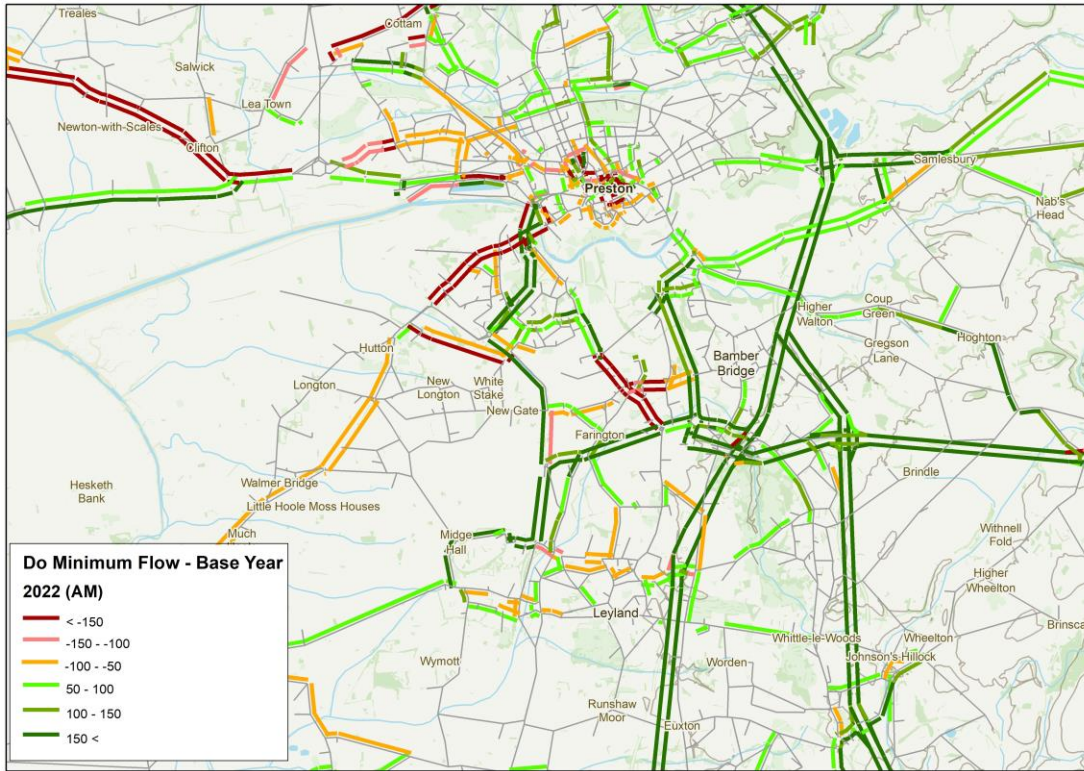 Treales
Cottam
Salwick
Lea Town
Newton-with-Scales
Clifton
Preston
Samlesbury
Nab's
Head
Higher
Walton
Coup
Green
Gregson
Lane
Hoghton
Bamber
Bridge
Hutton
Longton
New
Longton
White
Stake
New Gate
Farington
Brindle
Hesketh
Bank
Walmer Bridge
Little Hoole Moss Houses
Much
Midge
Hall
Withnell
Fold
Higher
Wheelton
Leyland
Brinsca
Whittle-le-Woods
Wheelton
Johnson's Hillock
Wymott
Worden
Runshaw
Moor
Euxton
Do Minimum Flow - Base Year
2022 (AM)
< -150
-150 - -100
-100 - -50
50 - 100
100 - 150
150 <